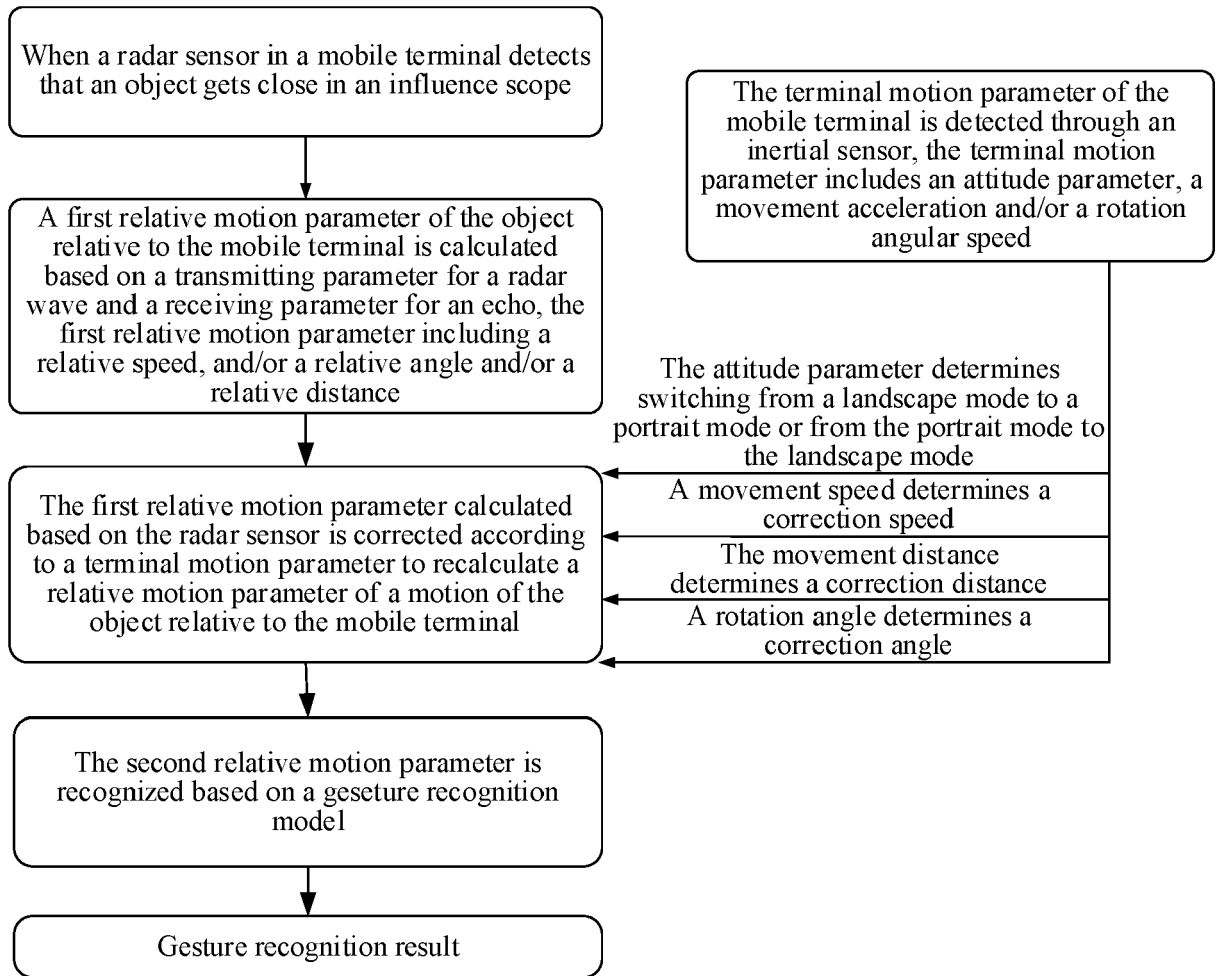 When a radar sensor in a mobile terminal detects
that an object gets close in an influence scope
The terminal motion parameter of the
mobile terminal is detected through an
inertial sensor, the terminal motion
parameter includes an attitude parameter, a
movement acceleration and/or a rotation
angular speed
A first relative motion parameter of the object
relative to the mobile terminal is calculated
based on a transmitting parameter for a radar
wave and a receiving parameter for an echo, the
first relative motion parameter including a
relative speed, and/or a relative angle and/or a
relative distance
The attitude parameter determines
switching from a landscape mode to a
portrait mode or from the portrait mode to
the landscape mode
A movement speed determines a
correction speed
The movement distance
determines a correction distance
A rotation angle determines a
correction angle
The first relative motion parameter calculated
based on the radar sensor is corrected according
to a terminal motion parameter to recalculate a
relative motion parameter of a motion of the
object relative to the mobile terminal
The second relative motion parameter is
recognized based on a geseture recognition
model
Gesture recognition result